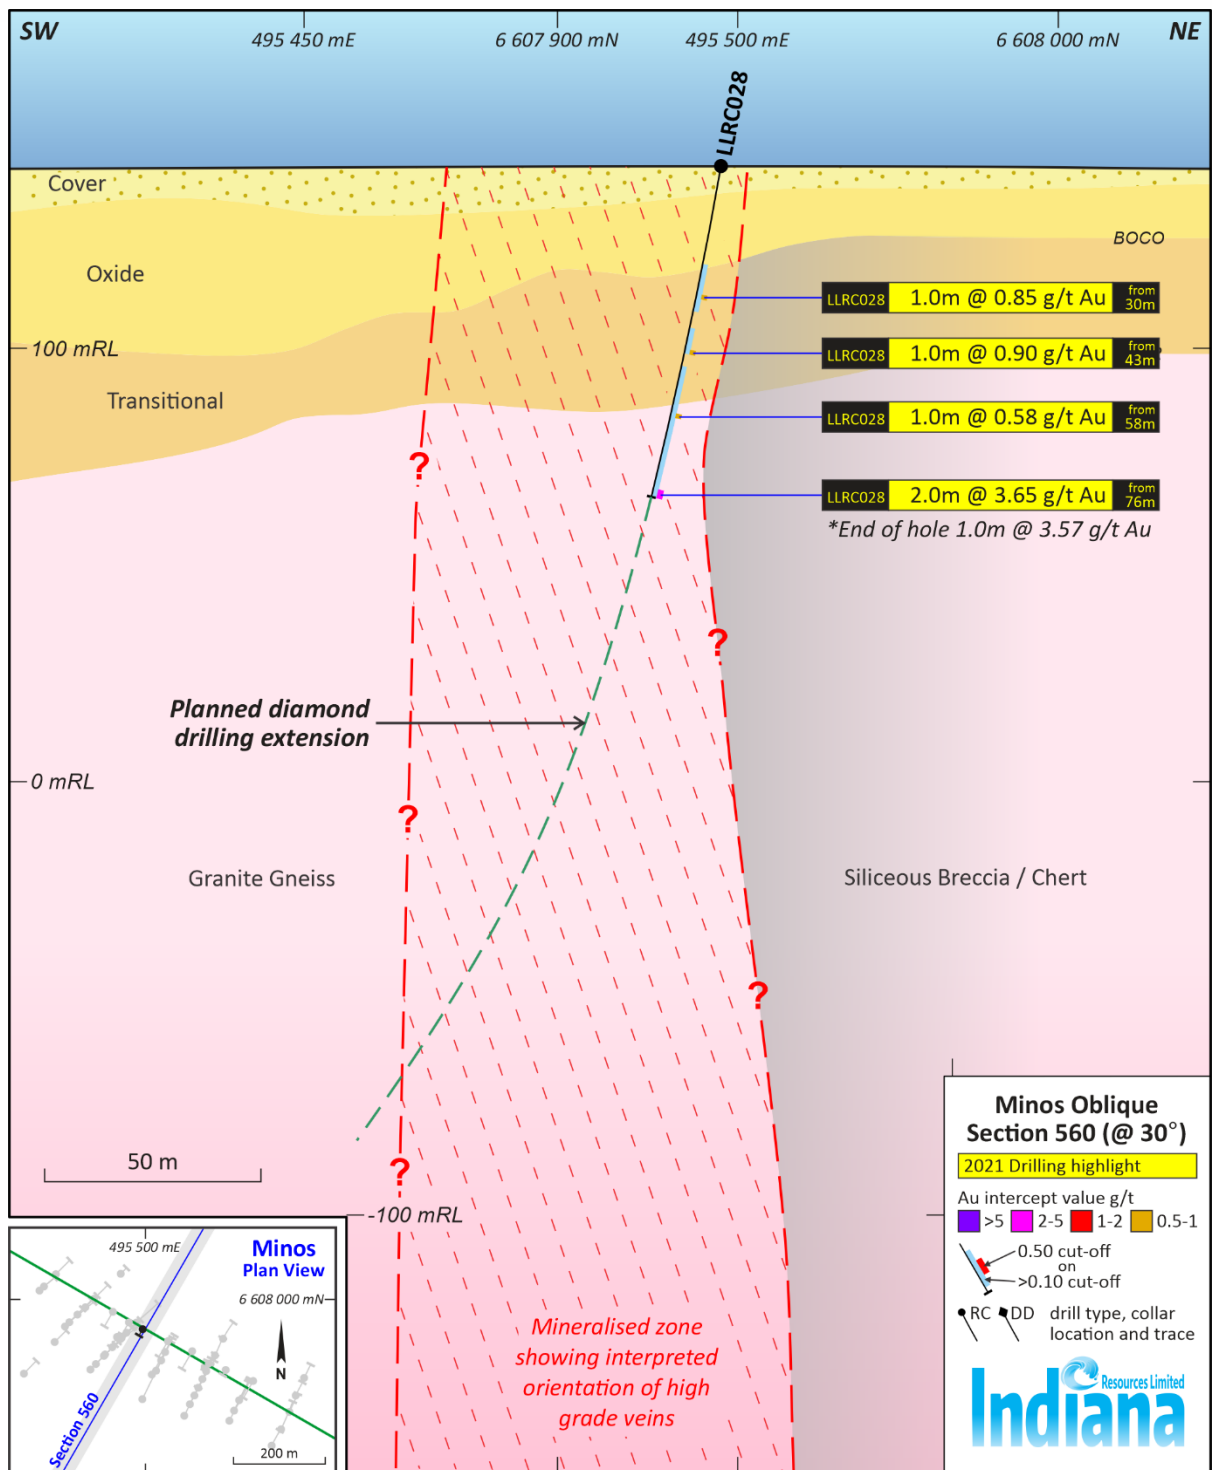 SW
495 450 mE
6 607 900 mN
495 500 mE
6 608 000 mN
NE
LLRC028
Cover
BOCO
Oxide
LLRC028 1.0m @ 0.85 g/t Au from 30m
100 mRL
LLRC028 1.0m @ 0.90 g/t Au from 43m
Transitional
LLRC028 1.0m @ 0.58 g/t Au from 58m
?
LLRC028 2.0m @ 3.65 g/t Au from 76m
*End of hole 1.0m @ 3.57 g/t Au
?
Planned diamond
drilling extension
0 mRL
?
Granite Gneiss
Siliceous Breccia / Chert
?
?
50 m
-100 mRL
Mineralised zone
showing interpreted
orientation of high
grade veins
Minos Oblique
Section 560 (@ 30°)
2021 Drilling highlight
Au intercept value g/t
>5 2-5 1-2 0.5-1
0.50 cut-off
on
>0.10 cut-off
RC DD drill type, collar
location and trace
Indiana
Resources Limited
495 500 mE
Minos
Plan View
6 608 000 mN
N
Section 560
200 m